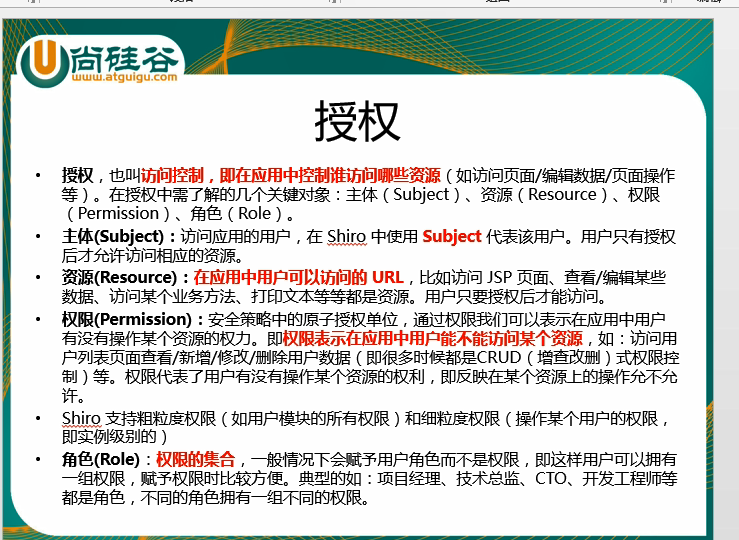 尚硅谷
www.atguigu.com
授权
• 授权，也叫访问控制，即在应用中控制谁访问哪些资源（如访问页面/编辑数据/页面操作
等）。在授权中需了解的几个关键对象：主体（Subject）、资源（Resource）、权限
（Permission）、角色（Role）。
• 主体(Subject)：访问应用的用户，在 Shiro 中使用 Subject 代表该用户。用户只有授权
后才允许访问相应的资源。
• 资源(Resource)：在应用中用户可以访问的 URL，比如访问 JSP 页面、查看/编辑某些
数据、访问某个业务方法、打印文本等等都是资源。用户只要授权后才能访问。
• 权限(Permission)：安全策略中的原子授权单位，通过权限我们可以表示在应用中用户
有没有操作某个资源的权力。即权限表示在应用中用户能不能访问某个资源，如：访问用
户列表页面查看/新增/修改/删除用户数据（即很多时候都是CRUD（增查改删）式权限控
制）等。权限代表了用户有没有操作某个资源的权利，即反映在某个资源上的操作允不允
许。
• Shiro 支持粗粒度权限（如用户模块的所有权限）和细粒度权限（操作某个用户的权限，
即实例级别的）
• 角色(Role)：权限的集合，一般情况下会赋予用户角色而不是权限，即这样用户可以拥有
一组权限，赋予权限时比较方便。典型的如：项目经理、技术总监、CTO、开发工程师等
都是角色，不同的角色拥有一组不同的权限。